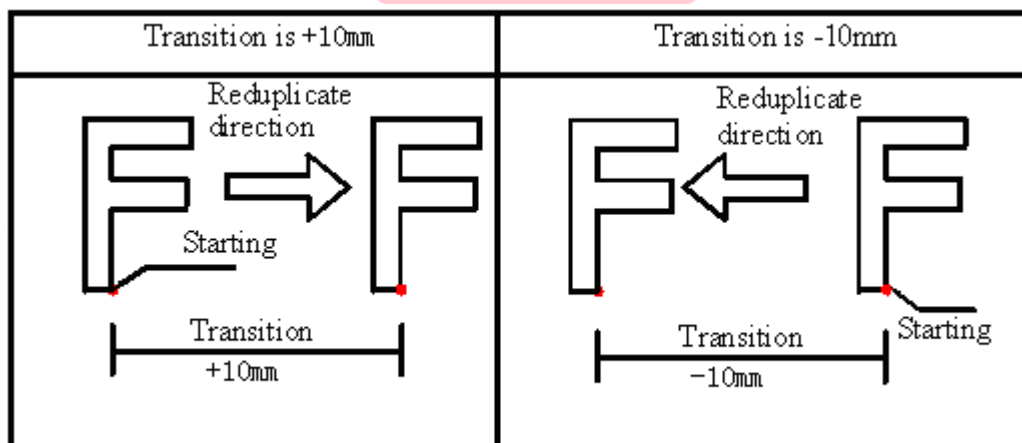 Transition is +10mm
Transition is -10mm
Reduplicate
direction
Starting
Transition
+10mm
Reduplicate
direction
Starting
Transition
-10mm